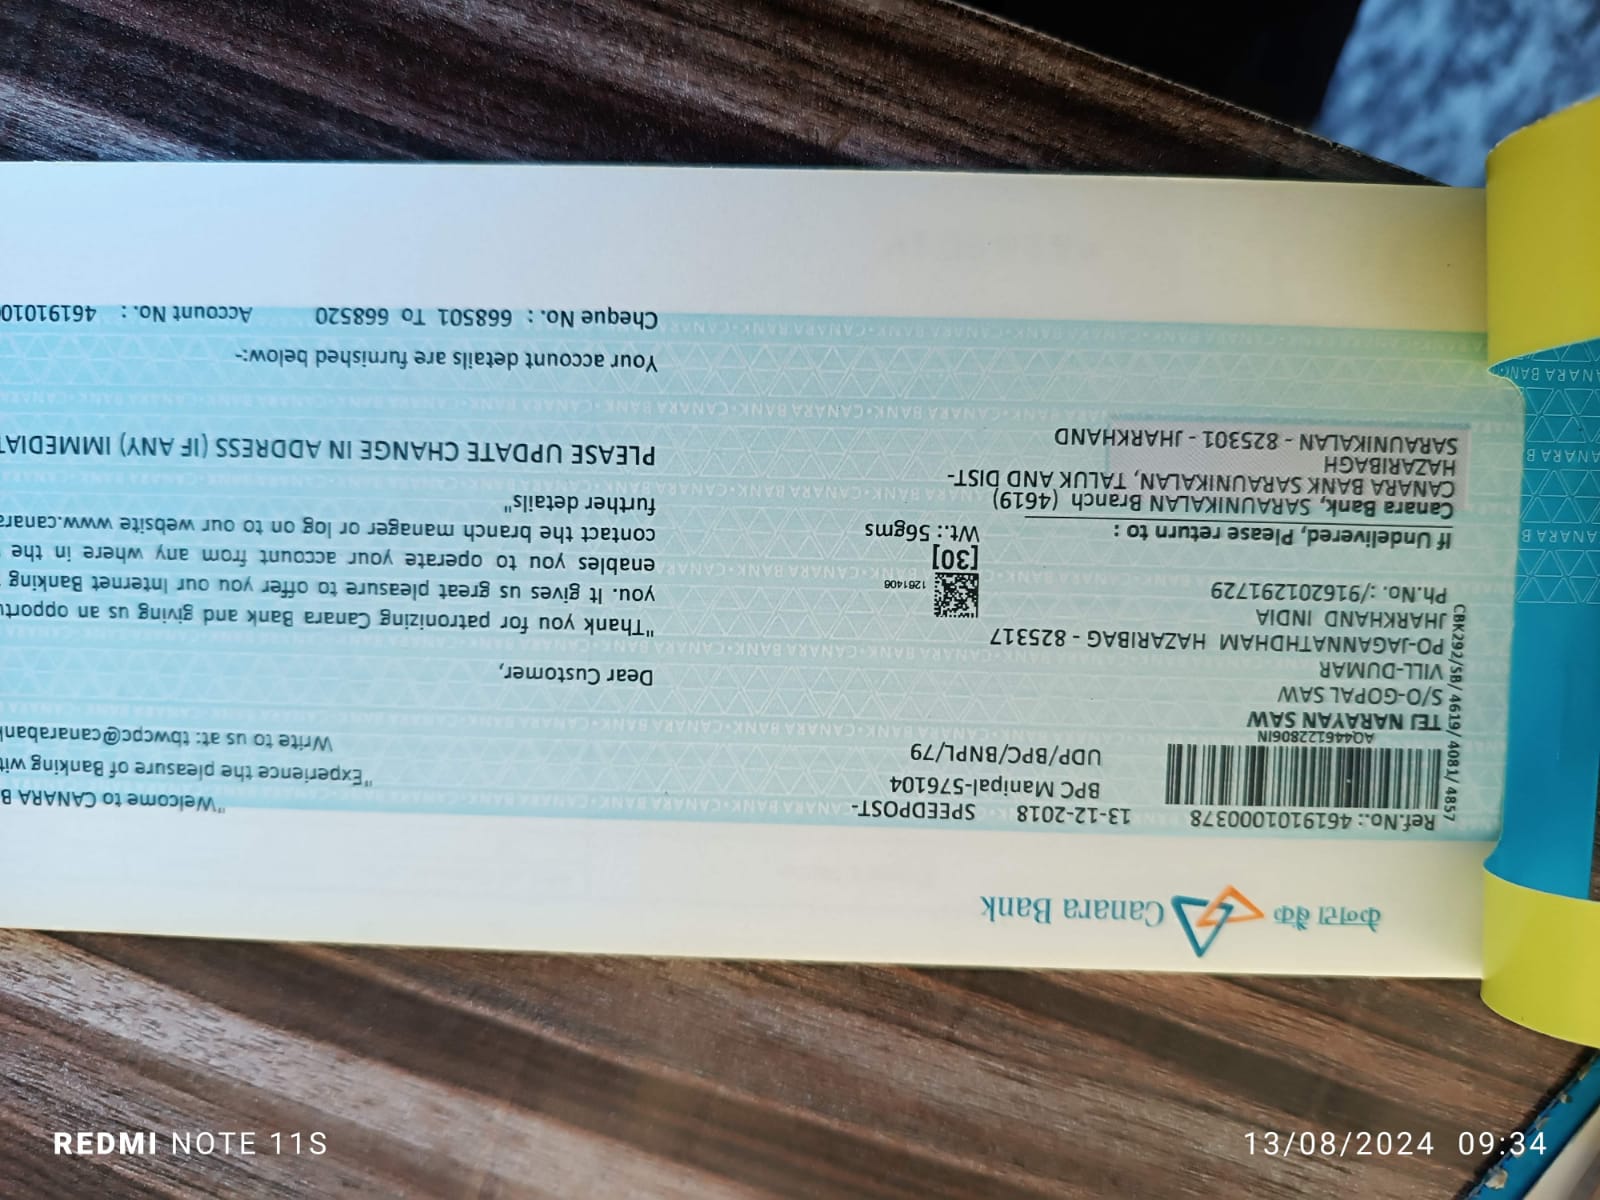 केनरा बैंक Canara Bank
Ref.No.: 4619101000378 13-12-2018 SPEEDPOST-
BPC Manipal-576104
UDP/BPC/BNPL/79
AQ446122806IN
TEJ NARAYAN SAW
S/O-GOPAL SAW
VILL-DUMAR
PO-JAGANNATHDHAM HAZARIBAG - 825317
JHARKHAND INDIA
Ph.No. :/916201291729
CBK292/SB/4619/ 4081/ 4857
1261406
[30]
Wt.: 56gms
If Undelivered, Please return to :
Canara Bank, SARAUNIKALAN Branch (4619)
CANARA BANK SARAUNIKALAN, TALUK AND DIST-
HAZARIBAGH
SARAUNIKALAN - 825301 - JHARKHAND
"Welcome to CANARA B
"Experience the pleasure of Banking wit
Write to us at: tbwcpc@canarabank
Dear Customer,
"Thank you for patronizing Canara Bank and giving us an opportu
you. It gives us great pleasure to offer you our Internet Banking
enables you to operate your account from any where in the
contact the branch manager or log on to our website www.canara
further details"
PLEASE UPDATE CHANGE IN ADDRESS (IF ANY) IMMEDIAT
Your account details are furnished below:-
Cheque No. : 668501 To 668520 Account No. : 46191010
CANARA BANK
REDMI NOTE 11S
13/08/2024 09:34